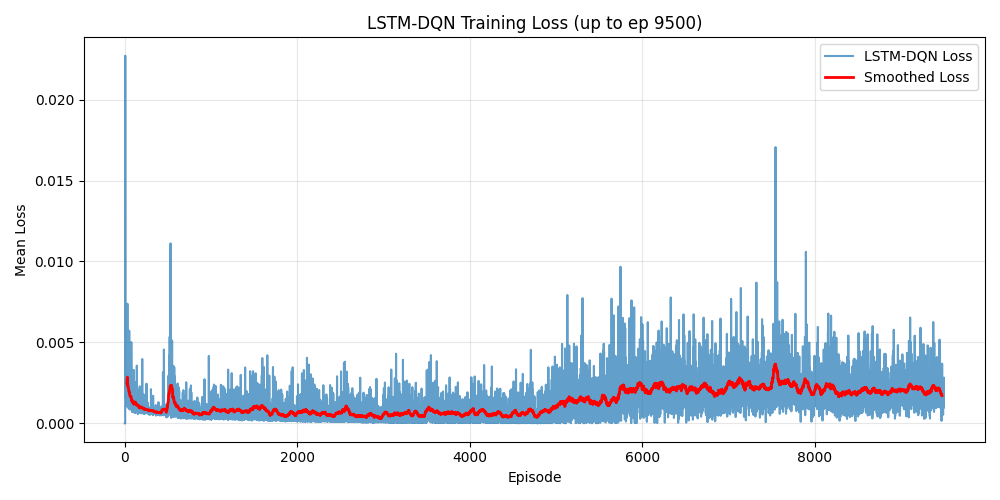 LSTM-DQN Training Loss (up to ep 9500)
LSTM-DQN Loss
Smoothed Loss
Mean Loss
0.020
0.015
0.010
0.005
0.000
0
2000
4000
6000
8000
Episode